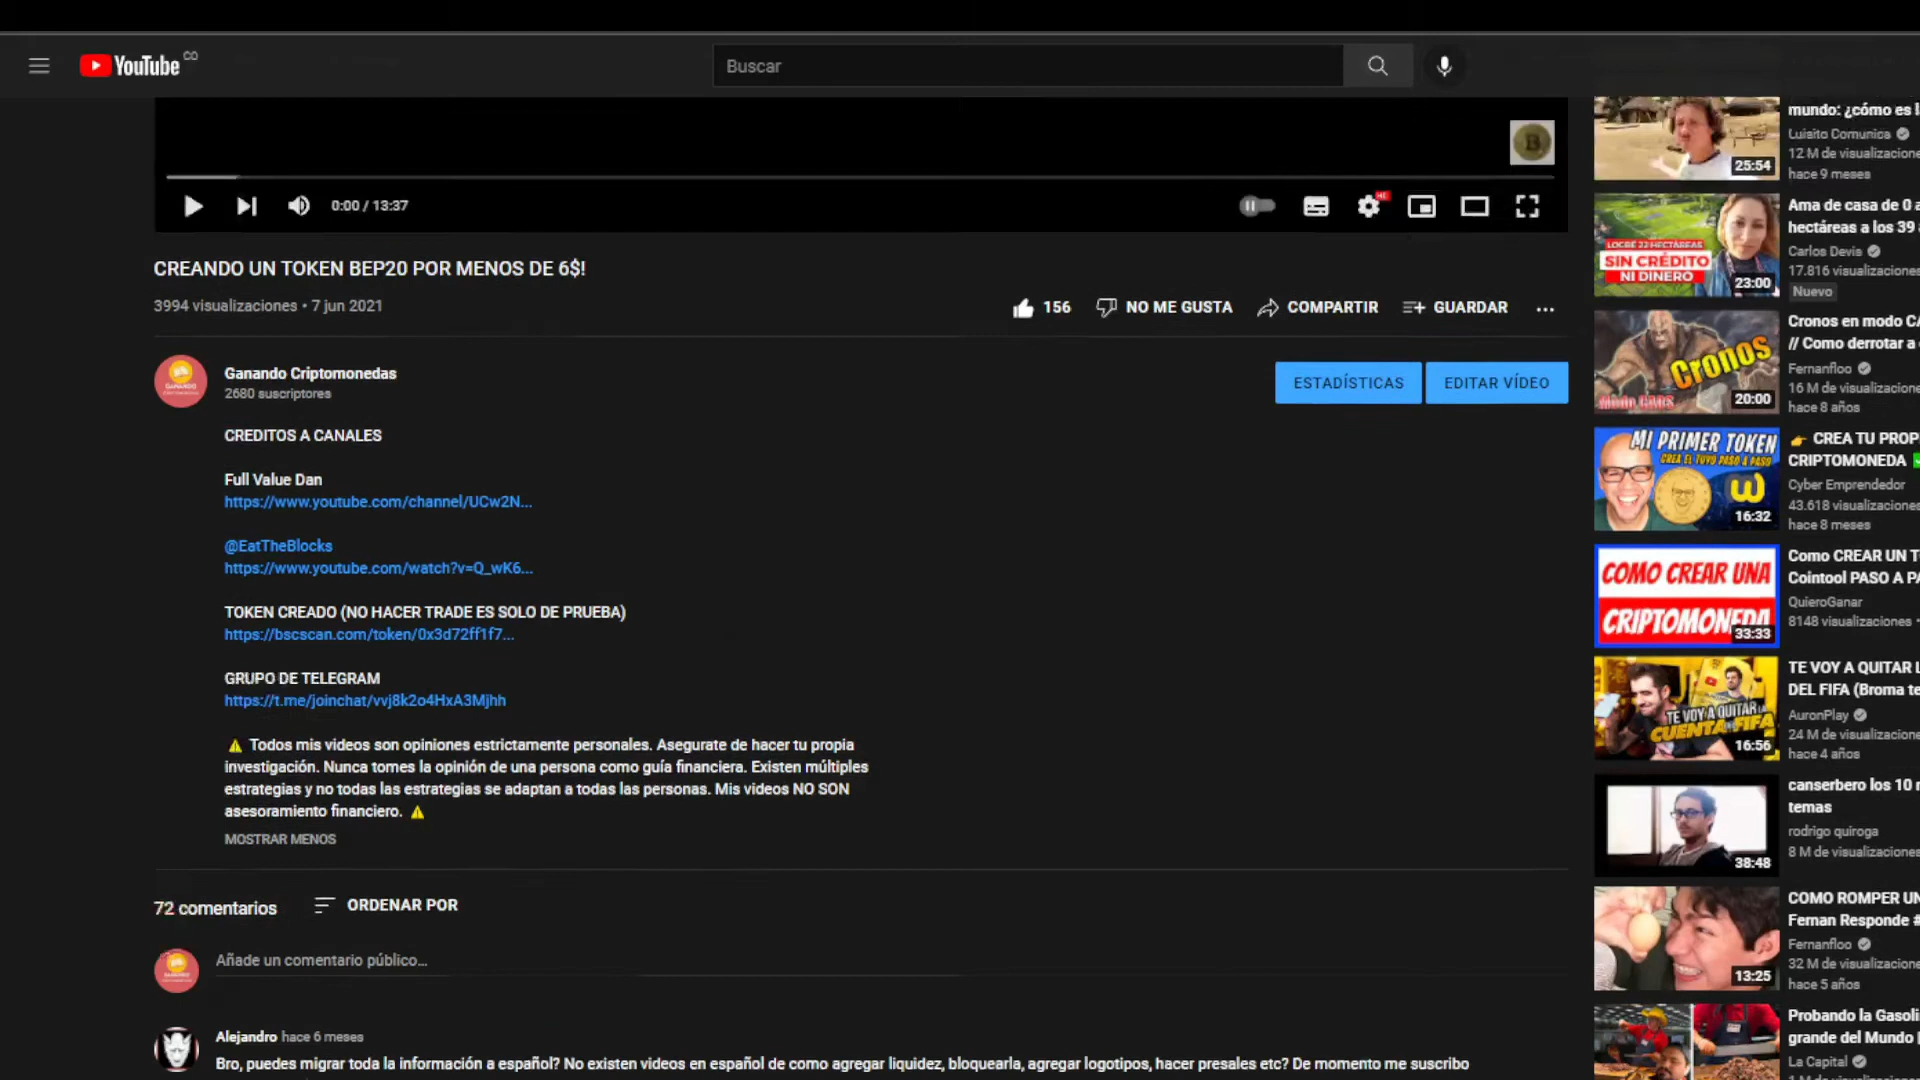 YouTube CO
Buscar
0:00 / 13:37
HD
CREANDO UN TOKEN BEP20 POR MENOS DE 6$!
3994 visualizaciones • 7 jun 2021
156
NO ME GUSTA
COMPARTIR
GUARDAR
Ganando Criptomonedas
2680 suscriptores
ESTADÍSTICAS
EDITAR VÍDEO
CREDITOS A CANALES
Full Value Dan
https://www.youtube.com/channel/UCw2N...
@EatTheBlocks
https://www.youtube.com/watch?v=Q_wK6...
TOKEN CREADO (NO HACER TRADE ES SOLO DE PRUEBA)
https://bscscan.com/token/0x3d72ff1f7...
GRUPO DE TELEGRAM
https://t.me/joinchat/vvj8k2o4HxA3Mjhh
⚠ Todos mis videos son opiniones estrictamente personales. Asegurate de hacer tu propia
investigación. Nunca tomes la opinión de una persona como guía financiera. Existen múltiples
estrategias y no todas las estrategias se adaptan a todas las personas. Mis videos NO SON
asesoramiento financiero. ⚠
MOSTRAR MENOS
72 comentarios
ORDENAR POR
Añade un comentario público...
Alejandro hace 6 meses
Bro, puedes migrar toda la información a español? No existen videos en español de como agregar liquidez, bloquearla, agregar logotipos, hacer presales etc? De momento me suscribo
25:54
mundo: ¿cómo es l
Luisito Comunica
12 M de visualizacione
hace 9 meses
LOGRÉ 22 HECTÁREAS
SIN CRÉDITO
NI DINERO
23:00
Ama de casa de 0 a
hectáreas a los 39
Carlos Devis
17.816 visualizaciones
Nuevo
Cronos
Modo CAPS
20:00
Cronos en modo CA
// Como derrotar a
Fernanfloo
16 M de visualizacione
hace 8 años
MI PRIMER TOKEN
CREA EL TUYO PASO A PASO
16:32
👉 CREA TU PROP
CRIPTOMONEDA ✅
Cyber Emprendedor
43.618 visualizaciones
hace 8 meses
COMO CREAR UNA
CRIPTOMONEDA
33:33
Como CREAR UN T
Cointool PASO A PA
QuieroGanar
8148 visualizaciones •
TE VOY A QUITAR LA
CUENTA FIFA
16:56
TE VOY A QUITAR L
DEL FIFA (Broma te
AuronPlay
24 M de visualizacione
hace 4 años
38:48
canserbero los 10 m
temas
rodrigo quiroga
8 M de visualizaciones
13:25
COMO ROMPER UN
Fernan Responde #
Fernanfloo
32 M de visualizacione
hace 5 años
Probando la Gasoli
grande del Mundo |
La Capital